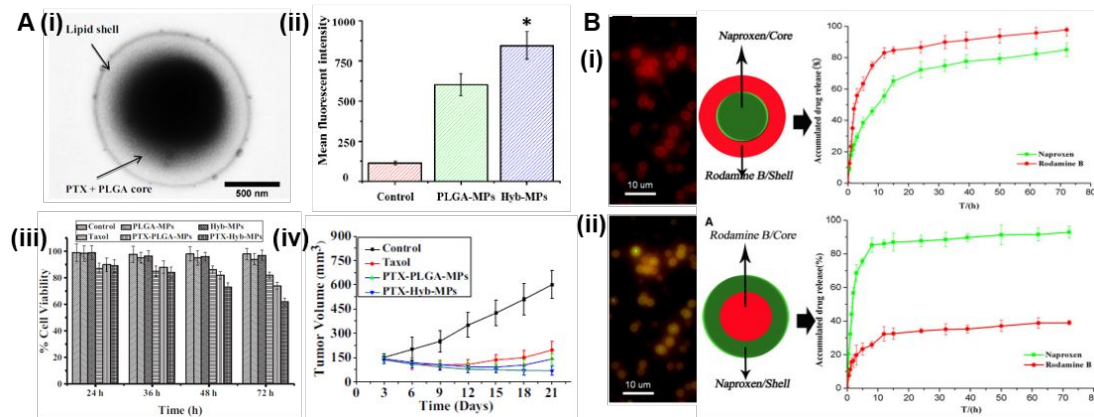 A (i)
Lipid shell
PTX + PLGA core
500 nm
(ii)
Mean fluorescent intensity
1000
750
500
250
0
*
Control
PLGA-MPs
Hyb-MPs
(iii)
Control
PLGA-MPs
Hyb-MPs
Taxol
PTX-PLGA-MPs
PTX-Hyb-MPs
% Cell Viability
100
80
60
40
20
0
24 h
36 h
48 h
72 h
Time (h)
(iv)
Tumor Volume (mm3)
750
600
450
300
150
0
Control
Taxol
PTX-PLGA-MPs
PTX-Hyb-MPs
3
6
9
12
15
18
21
Time (Days)
B
(i)
10 um
Naproxen/Core
Rodamine B/Shell
Accumulated drug release (%)
100
80
60
40
20
0
Naproxen
Rodamine B
0
10
20
30
40
50
60
70
80
T/(h)
(ii)
10 um
A
Rodamine B/Core
Naproxen/Shell
Accumulated drug release(%)
100
80
60
40
20
0
Naproxen
Rodamine B
0
10
20
30
40
50
60
70
80
T/(h)